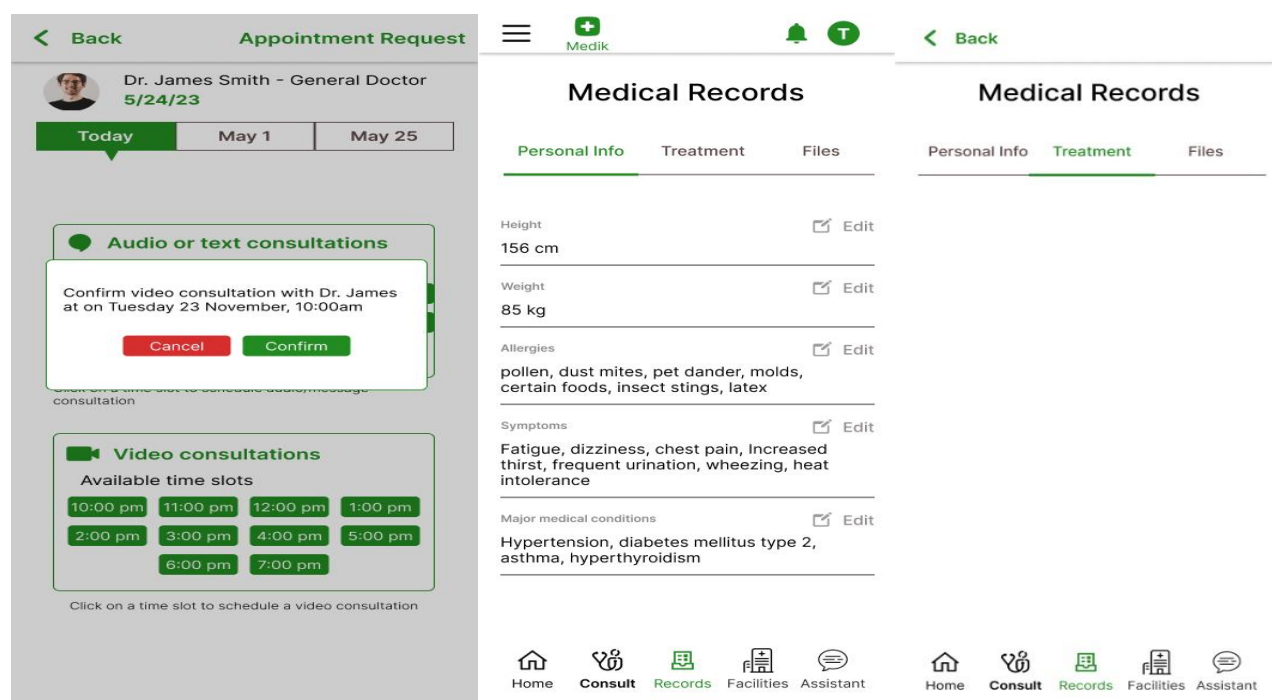 Back
Appointment Request
Dr. James Smith - General Doctor
5/24/23
Today
May 1
May 25
Audio or text consultations
Confirm video consultation with Dr. James
at on Tuesday 23 November, 10:00am
Cancel
Confirm
consultation
Video consultations
Available time slots
10:00 pm
11:00 pm
12:00 pm
1:00 pm
2:00 pm
3:00 pm
4:00 pm
5:00 pm
6:00 pm
7:00 pm
Click on a time slot to schedule a video consultation
Medik
T
Medical Records
Personal Info
Treatment
Files
Height
Edit
156 cm
Weight
Edit
85 kg
Allergies
Edit
pollen, dust mites, pet dander, molds,
certain foods, insect stings, latex
Symptoms
Edit
Fatigue, dizziness, chest pain, Increased
thirst, frequent urination, wheezing, heat
intolerance
Major medical conditions
Edit
Hypertension, diabetes mellitus type 2,
asthma, hyperthyroidism
Home
Consult
Records
Facilities
Assistant
Back
Medical Records
Personal Info
Treatment
Files
Home
Consult
Records
Facilities
Assistant